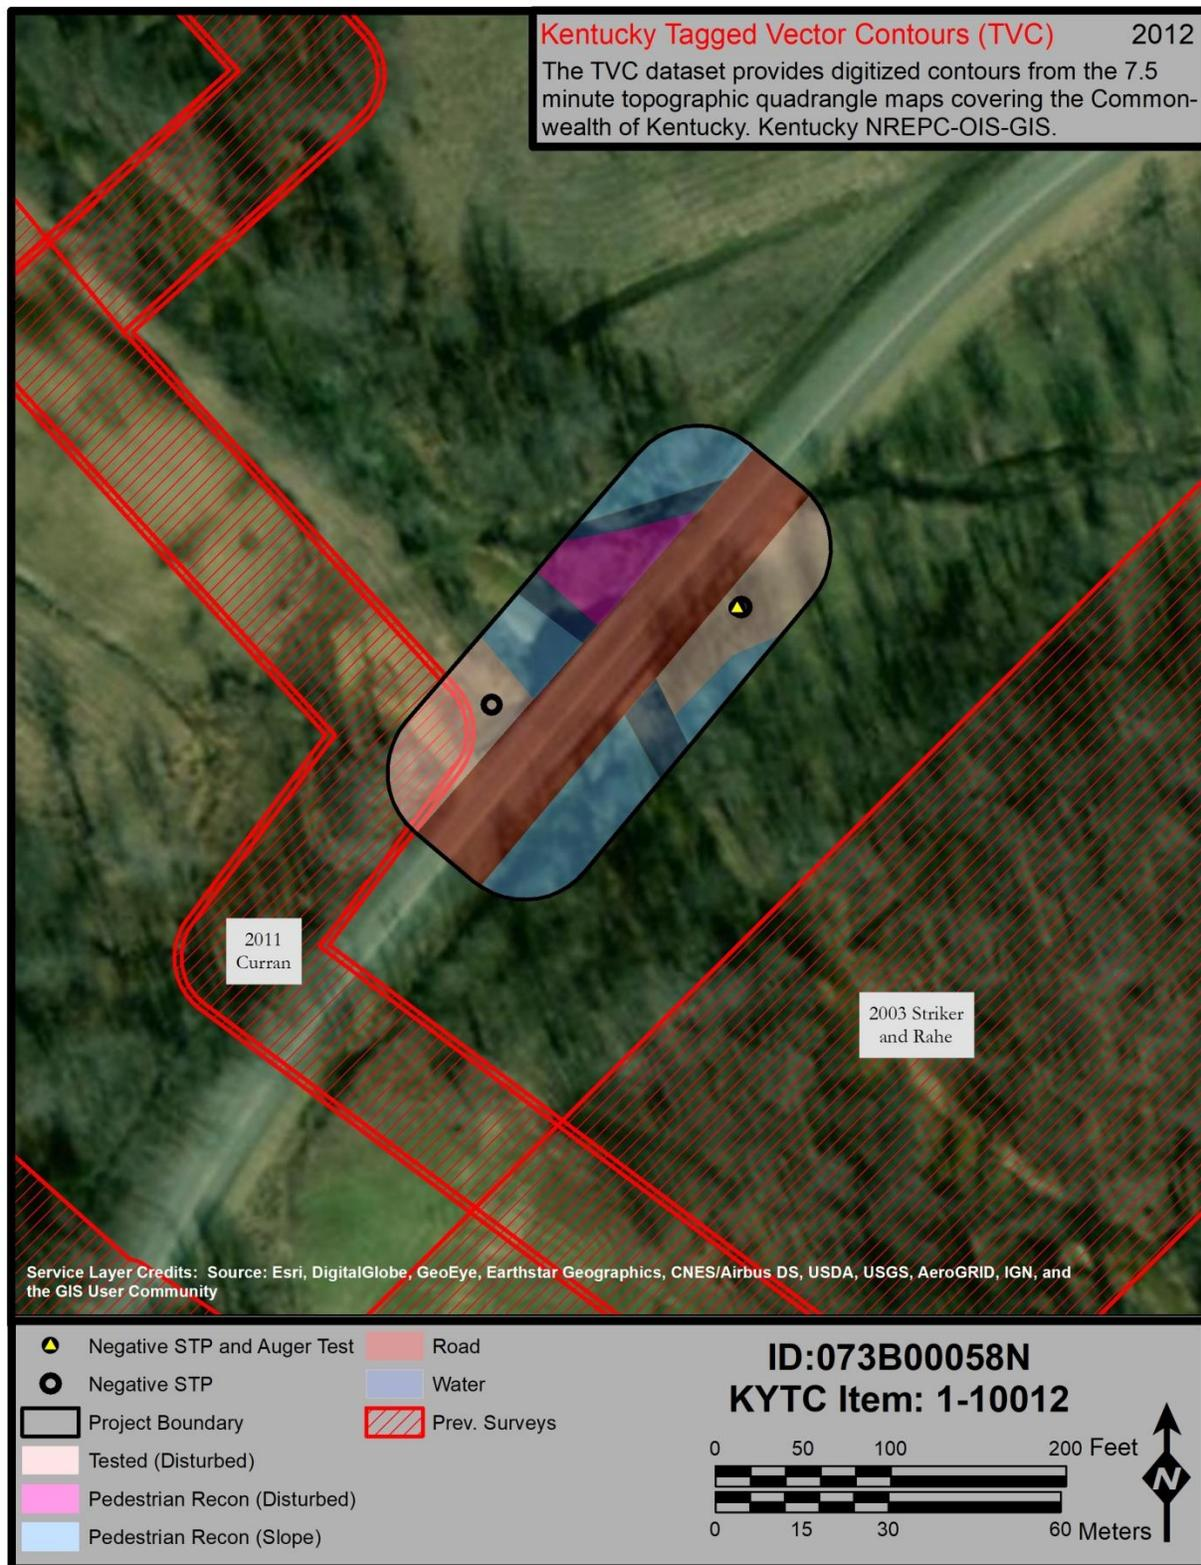 Kentucky Tagged Vector Contours (TVC) 2012
The TVC dataset provides digitized contours from the 7.5
minute topographic quadrangle maps covering the Common-
wealth of Kentucky. Kentucky NREPC-OIS-GIS.
2011
Curran
2003 Striker
and Rahe
Service Layer Credits: Source: Esri, DigitalGlobe, GeoEye, Earthstar Geographics, CNES/Airbus DS, USDA, USGS, AeroGRID, IGN, and
the GIS User Community
Negative STP and Auger Test
Negative STP
Project Boundary
Tested (Disturbed)
Pedestrian Recon (Disturbed)
Pedestrian Recon (Slope)
Road
Water
Prev. Surveys
ID:073B00058N
KYTC Item: 1-10012
0 50 100 200 Feet
0 15 30 60 Meters
N